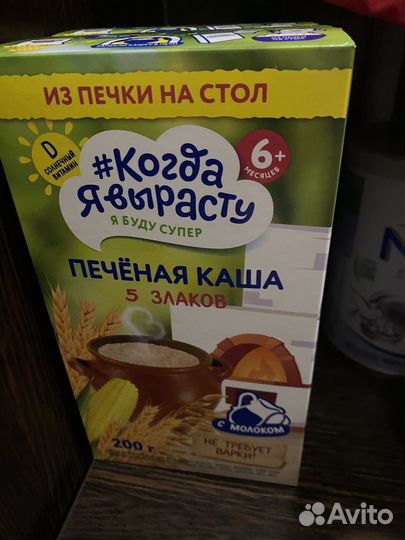 ИЗ ПЕЧКИ НА СТОЛ
D
СОЛНЕЧНЫЙ
ВИТАМИН
#Когда
Я вырасту
Я БУДУ СУПЕР
6+
МЕСЯЦЕВ
ПЕЧЁНАЯ КАША
5 ЗЛАКОВ
С МОЛОКОМ
200 г
НЕ ТРЕБУЕТ
ВАРКИ!
Avito